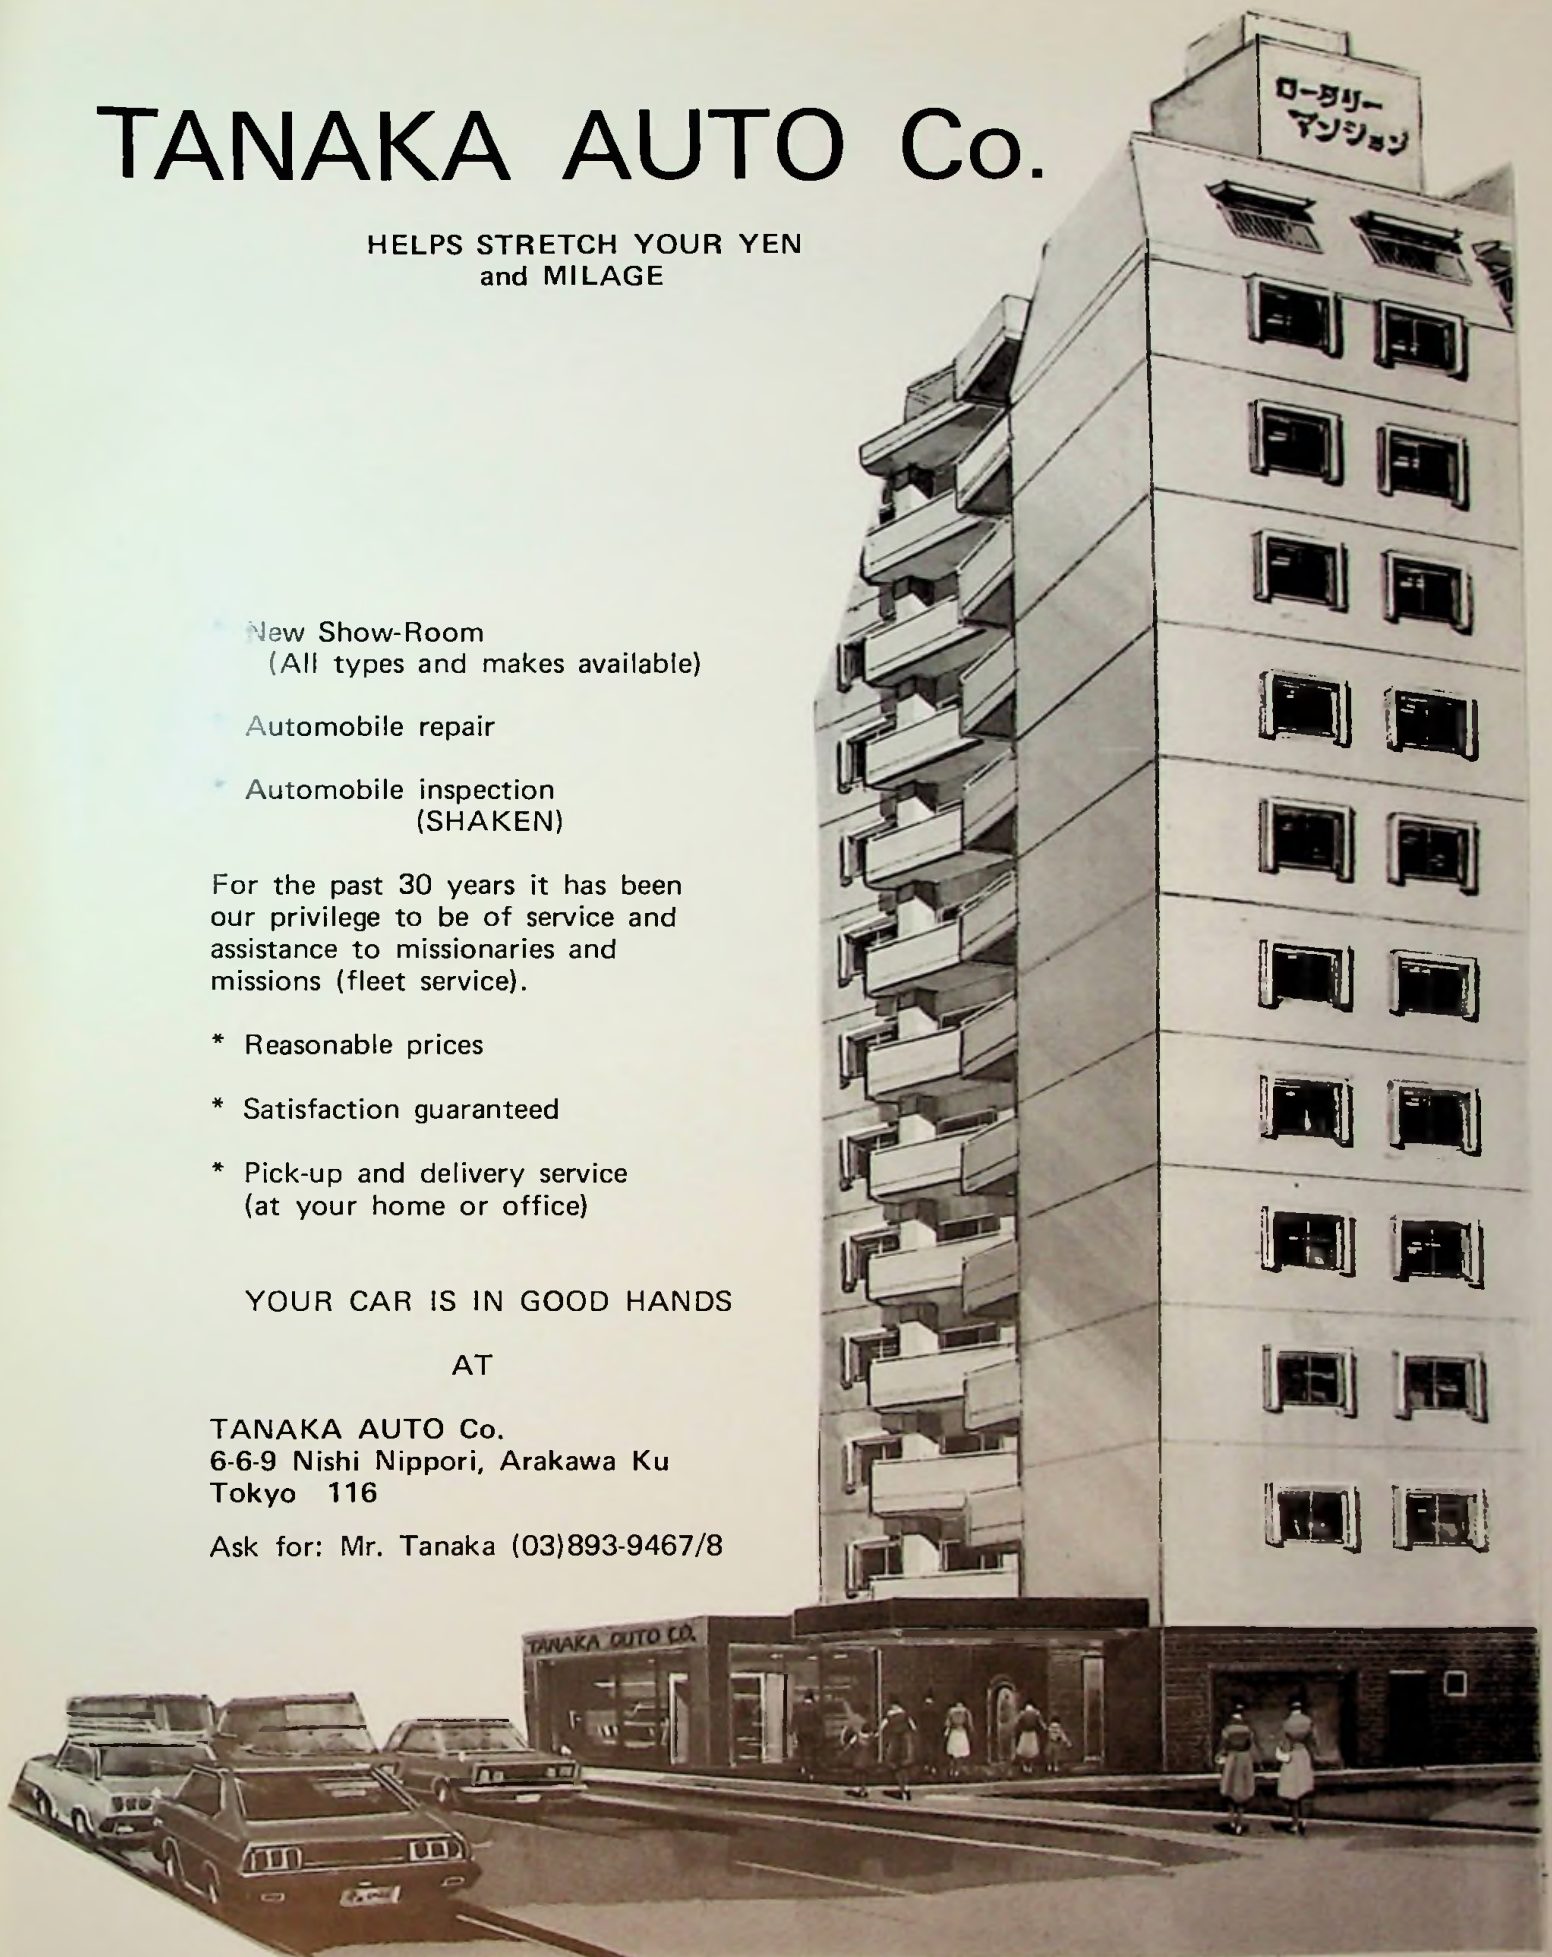 TANAKA AUTO Co.
HELPS STRETCH YOUR YEN
and MILAGE
ロータリー
マンション
* New Show-Room
(All types and makes available)
* Automobile repair
* Automobile inspection
(SHAKEN)
For the past 30 years it has been
our privilege to be of service and
assistance to missionaries and
missions (fleet service).
* Reasonable prices
* Satisfaction guaranteed
* Pick-up and delivery service
(at your home or office)
YOUR CAR IS IN GOOD HANDS
AT
TANAKA AUTO Co.
6-6-9 Nishi Nippori, Arakawa Ku
Tokyo 116
Ask for: Mr. Tanaka (03)893-9467/8
TANAKA AUTO CO.